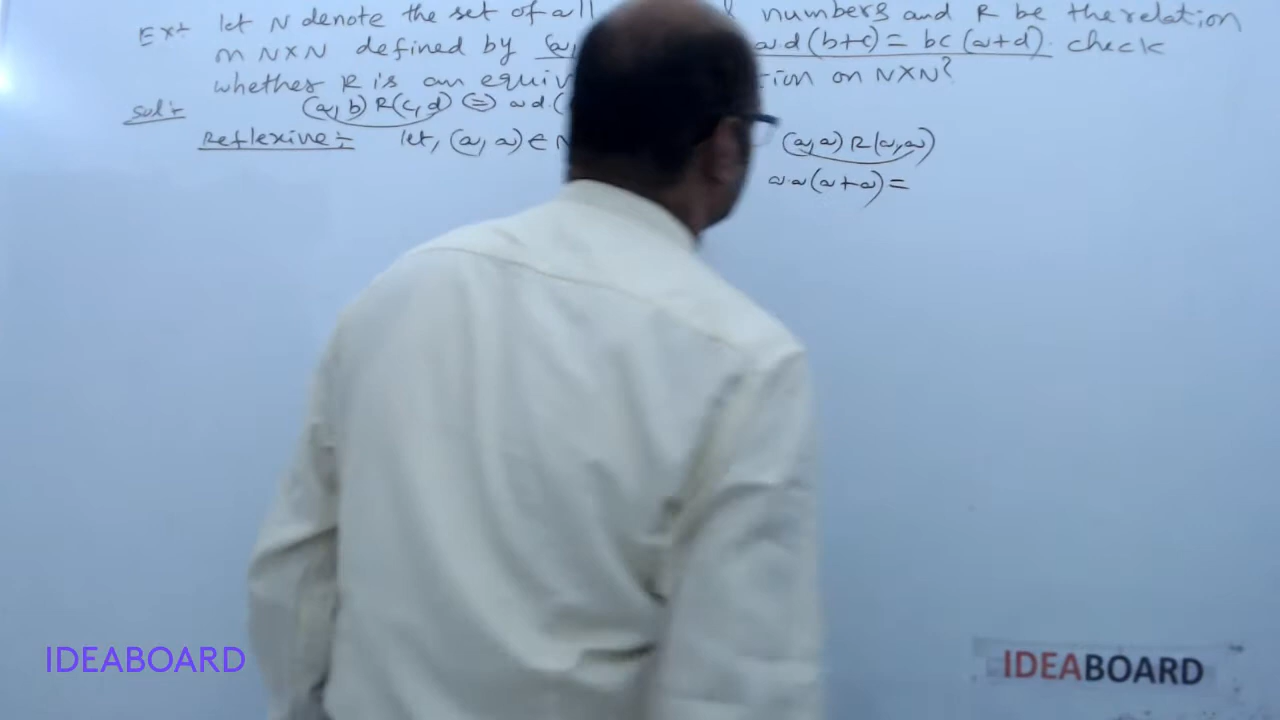 Ex:- let N denote the set of all numbers and R be the relation
on N×N defined by (a, ad(b+c) = bc(a+d). check
whether R is an equiv tion on N×N?
Sol:- (a,b) R(c,d) ⇔ ad(
Reflexive:- let, (a,a) ∈ N (a,a) R(a,a)
aa(a+a) =
IDEABOARD
IDEABOARD